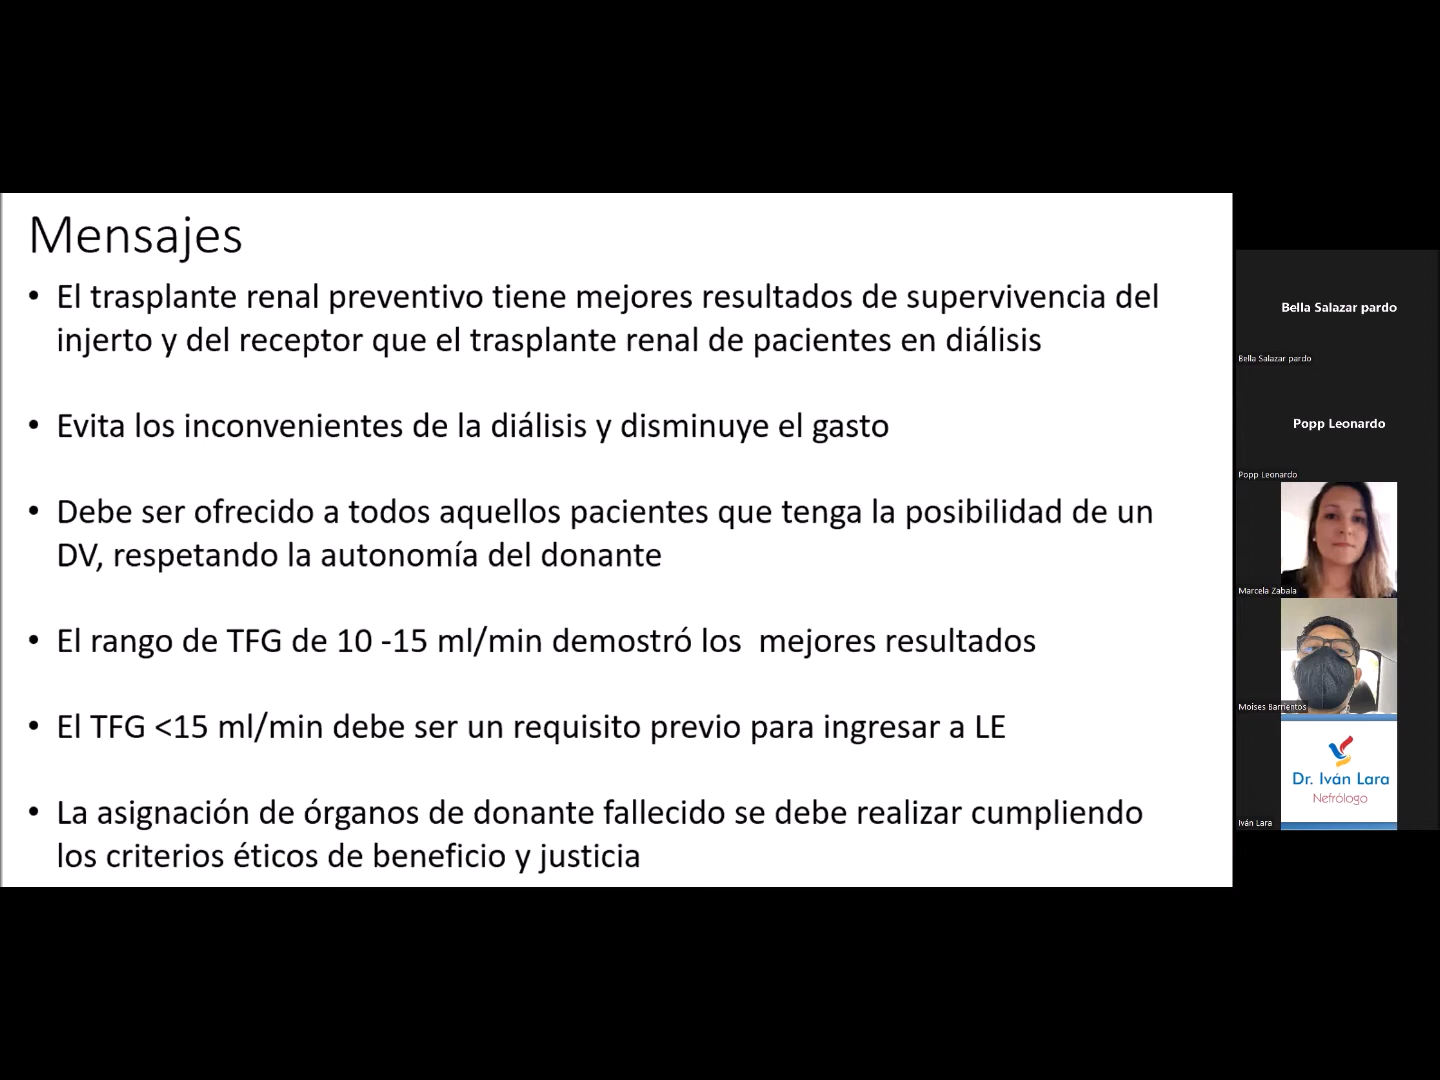 Mensajes
• El trasplante renal preventivo tiene mejores resultados de supervivencia del
injerto y del receptor que el trasplante renal de pacientes en diálisis
• Evita los inconvenientes de la diálisis y disminuye el gasto
• Debe ser ofrecido a todos aquellos pacientes que tenga la posibilidad de un
DV, respetando la autonomía del donante
• El rango de TFG de 10 -15 ml/min demostró los  mejores resultados
• El TFG <15 ml/min debe ser un requisito previo para ingresar a LE
• La asignación de órganos de donante fallecido se debe realizar cumpliendo
los criterios éticos de beneficio y justicia
Bella Salazar pardo
Bella Salazar pardo
Popp Leonardo
Popp Leonardo
Marcela Zabala
Moises Barrientos
Dr. Iván Lara
Nefrólogo
Iván Lara